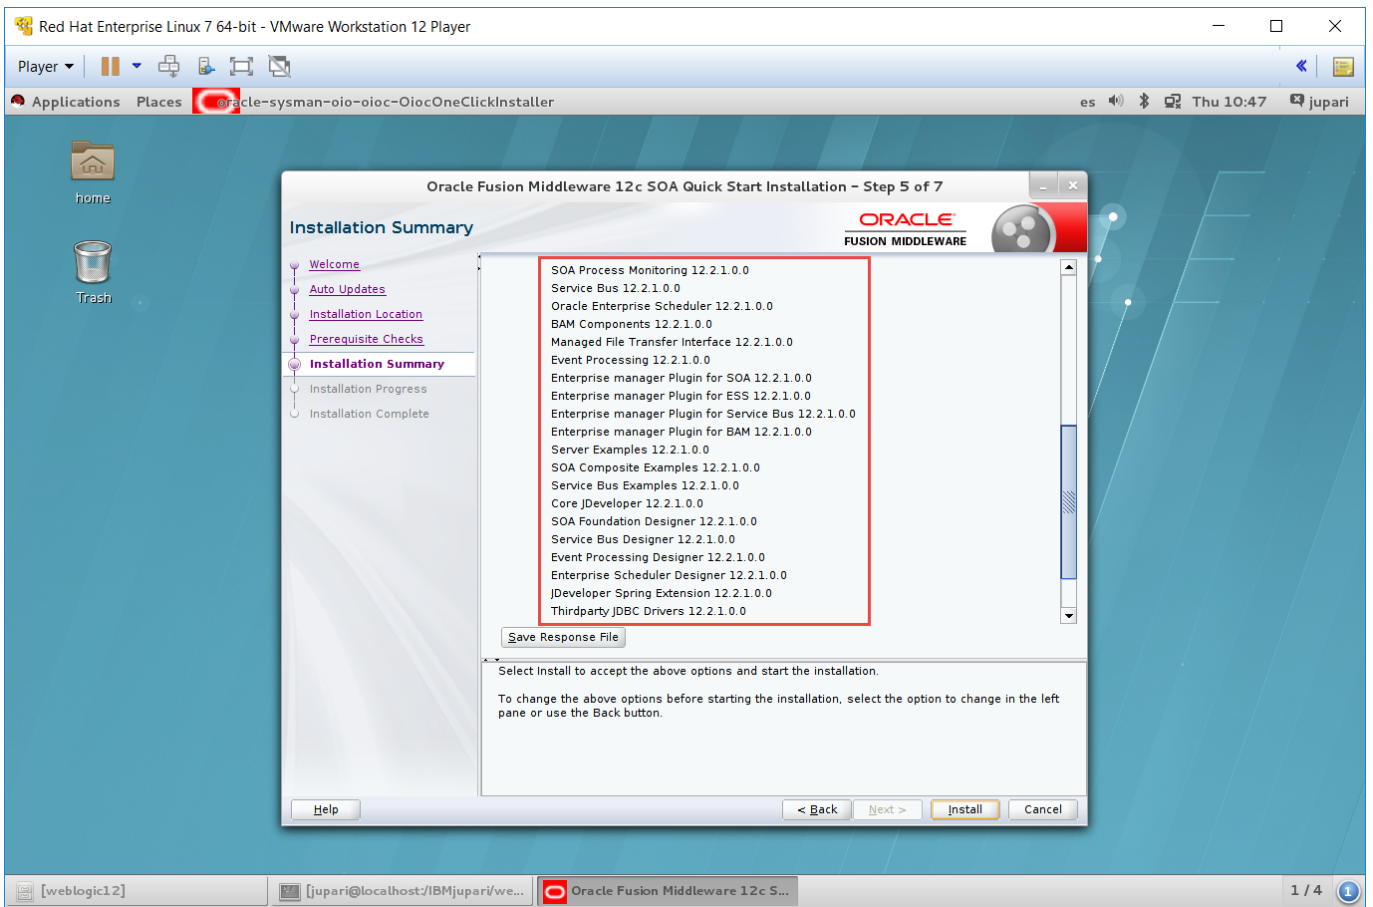 Red Hat Enterprise Linux 7 64-bit - VMware Workstation 12 Player
Player
Applications Places oracle-sysman-oio-oioc-OiocOneClickInstaller es Thu 10:47 jupari
home
Trash
Oracle Fusion Middleware 12c SOA Quick Start Installation - Step 5 of 7
Installation Summary
ORACLE
FUSION MIDDLEWARE
Welcome
Auto Updates
Installation Location
Prerequisite Checks
Installation Summary
Installation Progress
Installation Complete
SOA Process Monitoring 12.2.1.0.0
Service Bus 12.2.1.0.0
Oracle Enterprise Scheduler 12.2.1.0.0
BAM Components 12.2.1.0.0
Managed File Transfer Interface 12.2.1.0.0
Event Processing 12.2.1.0.0
Enterprise manager Plugin for SOA 12.2.1.0.0
Enterprise manager Plugin for ESS 12.2.1.0.0
Enterprise manager Plugin for Service Bus 12.2.1.0.0
Enterprise manager Plugin for BAM 12.2.1.0.0
Server Examples 12.2.1.0.0
SOA Composite Examples 12.2.1.0.0
Service Bus Examples 12.2.1.0.0
Core JDeveloper 12.2.1.0.0
SOA Foundation Designer 12.2.1.0.0
Service Bus Designer 12.2.1.0.0
Event Processing Designer 12.2.1.0.0
Enterprise Scheduler Designer 12.2.1.0.0
JDeveloper Spring Extension 12.2.1.0.0
Thirdparty JDBC Drivers 12.2.1.0.0
Save Response File
Select Install to accept the above options and start the installation.
To change the above options before starting the installation, select the option to change in the left
pane or use the Back button.
Help < Back Next > Install Cancel
[weblogic12] [jupari@localhost:/IBMjupari/we... Oracle Fusion Middleware 12c S... 1 / 4 1